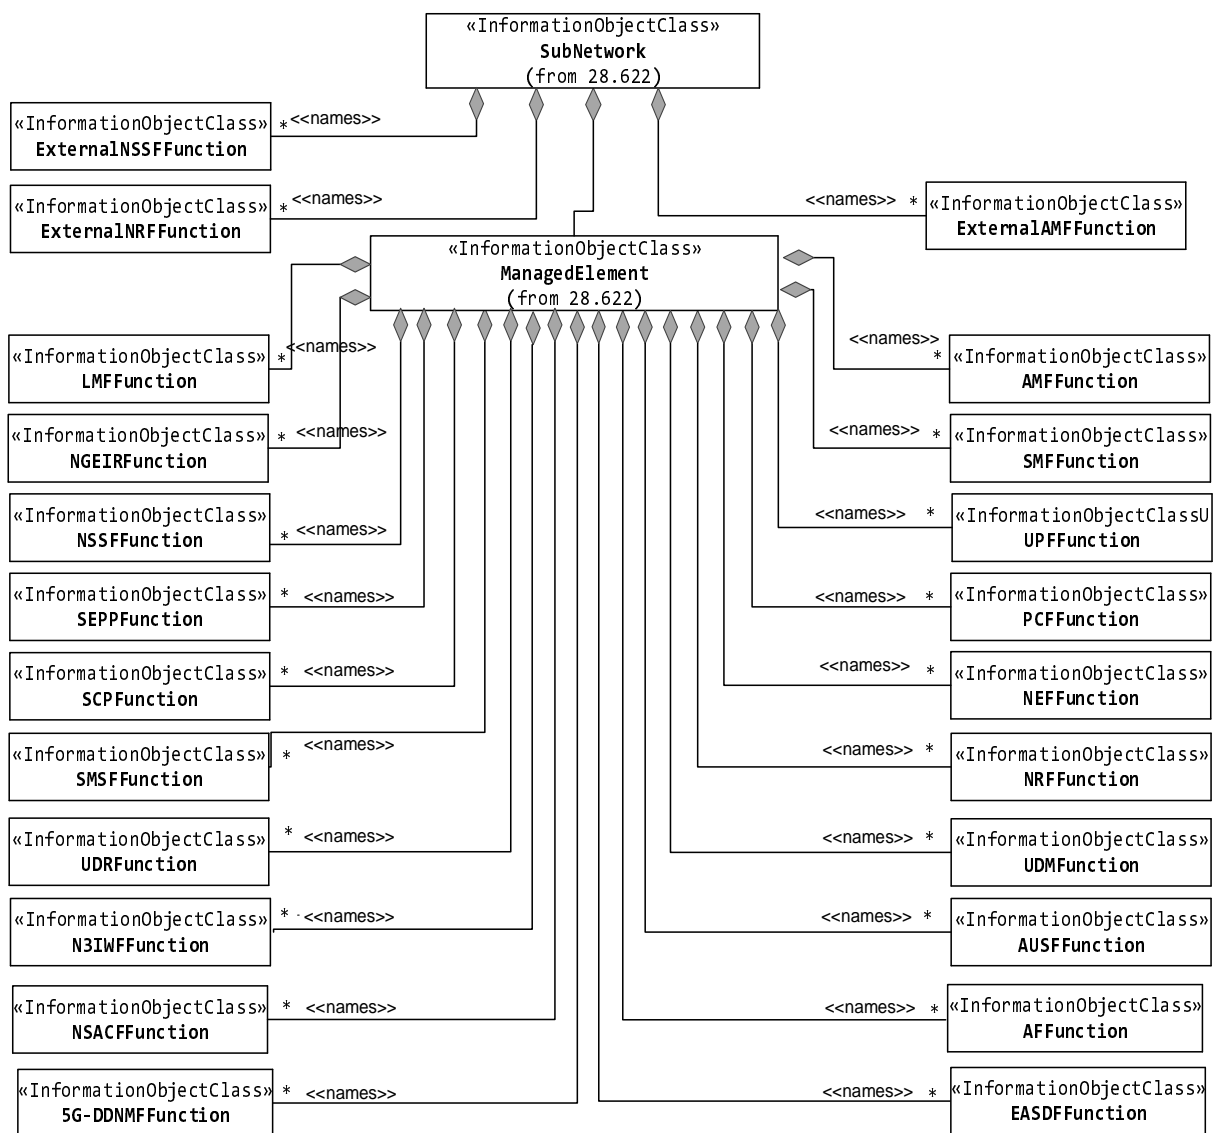 «InformationObjectClass»
SubNetwork
(from 28.622)
«InformationObjectClass»
ExternalNSSFFunction
* <<names>>
«InformationObjectClass»
ExternalNRFFunction
* <<names>>
<<names>> *
«InformationObjectClass»
ExternalAMFFunction
«InformationObjectClass»
ManagedElement
(from 28.622)
«InformationObjectClass»
LMFFunction
* <<names>>
<<names>> *
«InformationObjectClass»
AMFFunction
«InformationObjectClass»
NGEIRFunction
* <<names>>
<<names>> *
«InformationObjectClass»
SMFFunction
«InformationObjectClass»
NSSFFunction
* <<names>>
<<names>> *
«InformationObjectClassU
UPFFunction
«InformationObjectClass»
SEPPFunction
* <<names>>
<<names>> *
«InformationObjectClass»
PCFFunction
«InformationObjectClass»
SCPFunction
* <<names>>
<<names>> *
«InformationObjectClass»
NEFFunction
«InformationObjectClass»
SMSFFunction
* <<names>>
<<names>> *
«InformationObjectClass»
NRFFunction
«InformationObjectClass»
UDRFunction
* <<names>>
<<names>> *
«InformationObjectClass»
UDMFunction
«InformationObjectClass»
N3IWFFunction
* <<names>>
<<names>> *
«InformationObjectClass»
AUSFFunction
«InformationObjectClass»
NSACFFunction
* <<names>>
<<names>> *
«InformationObjectClass»
AFFunction
«InformationObjectClass»
5G-DDNMFFunction
* <<names>>
<<names>> *
«InformationObjectClass»
EASDFFunction